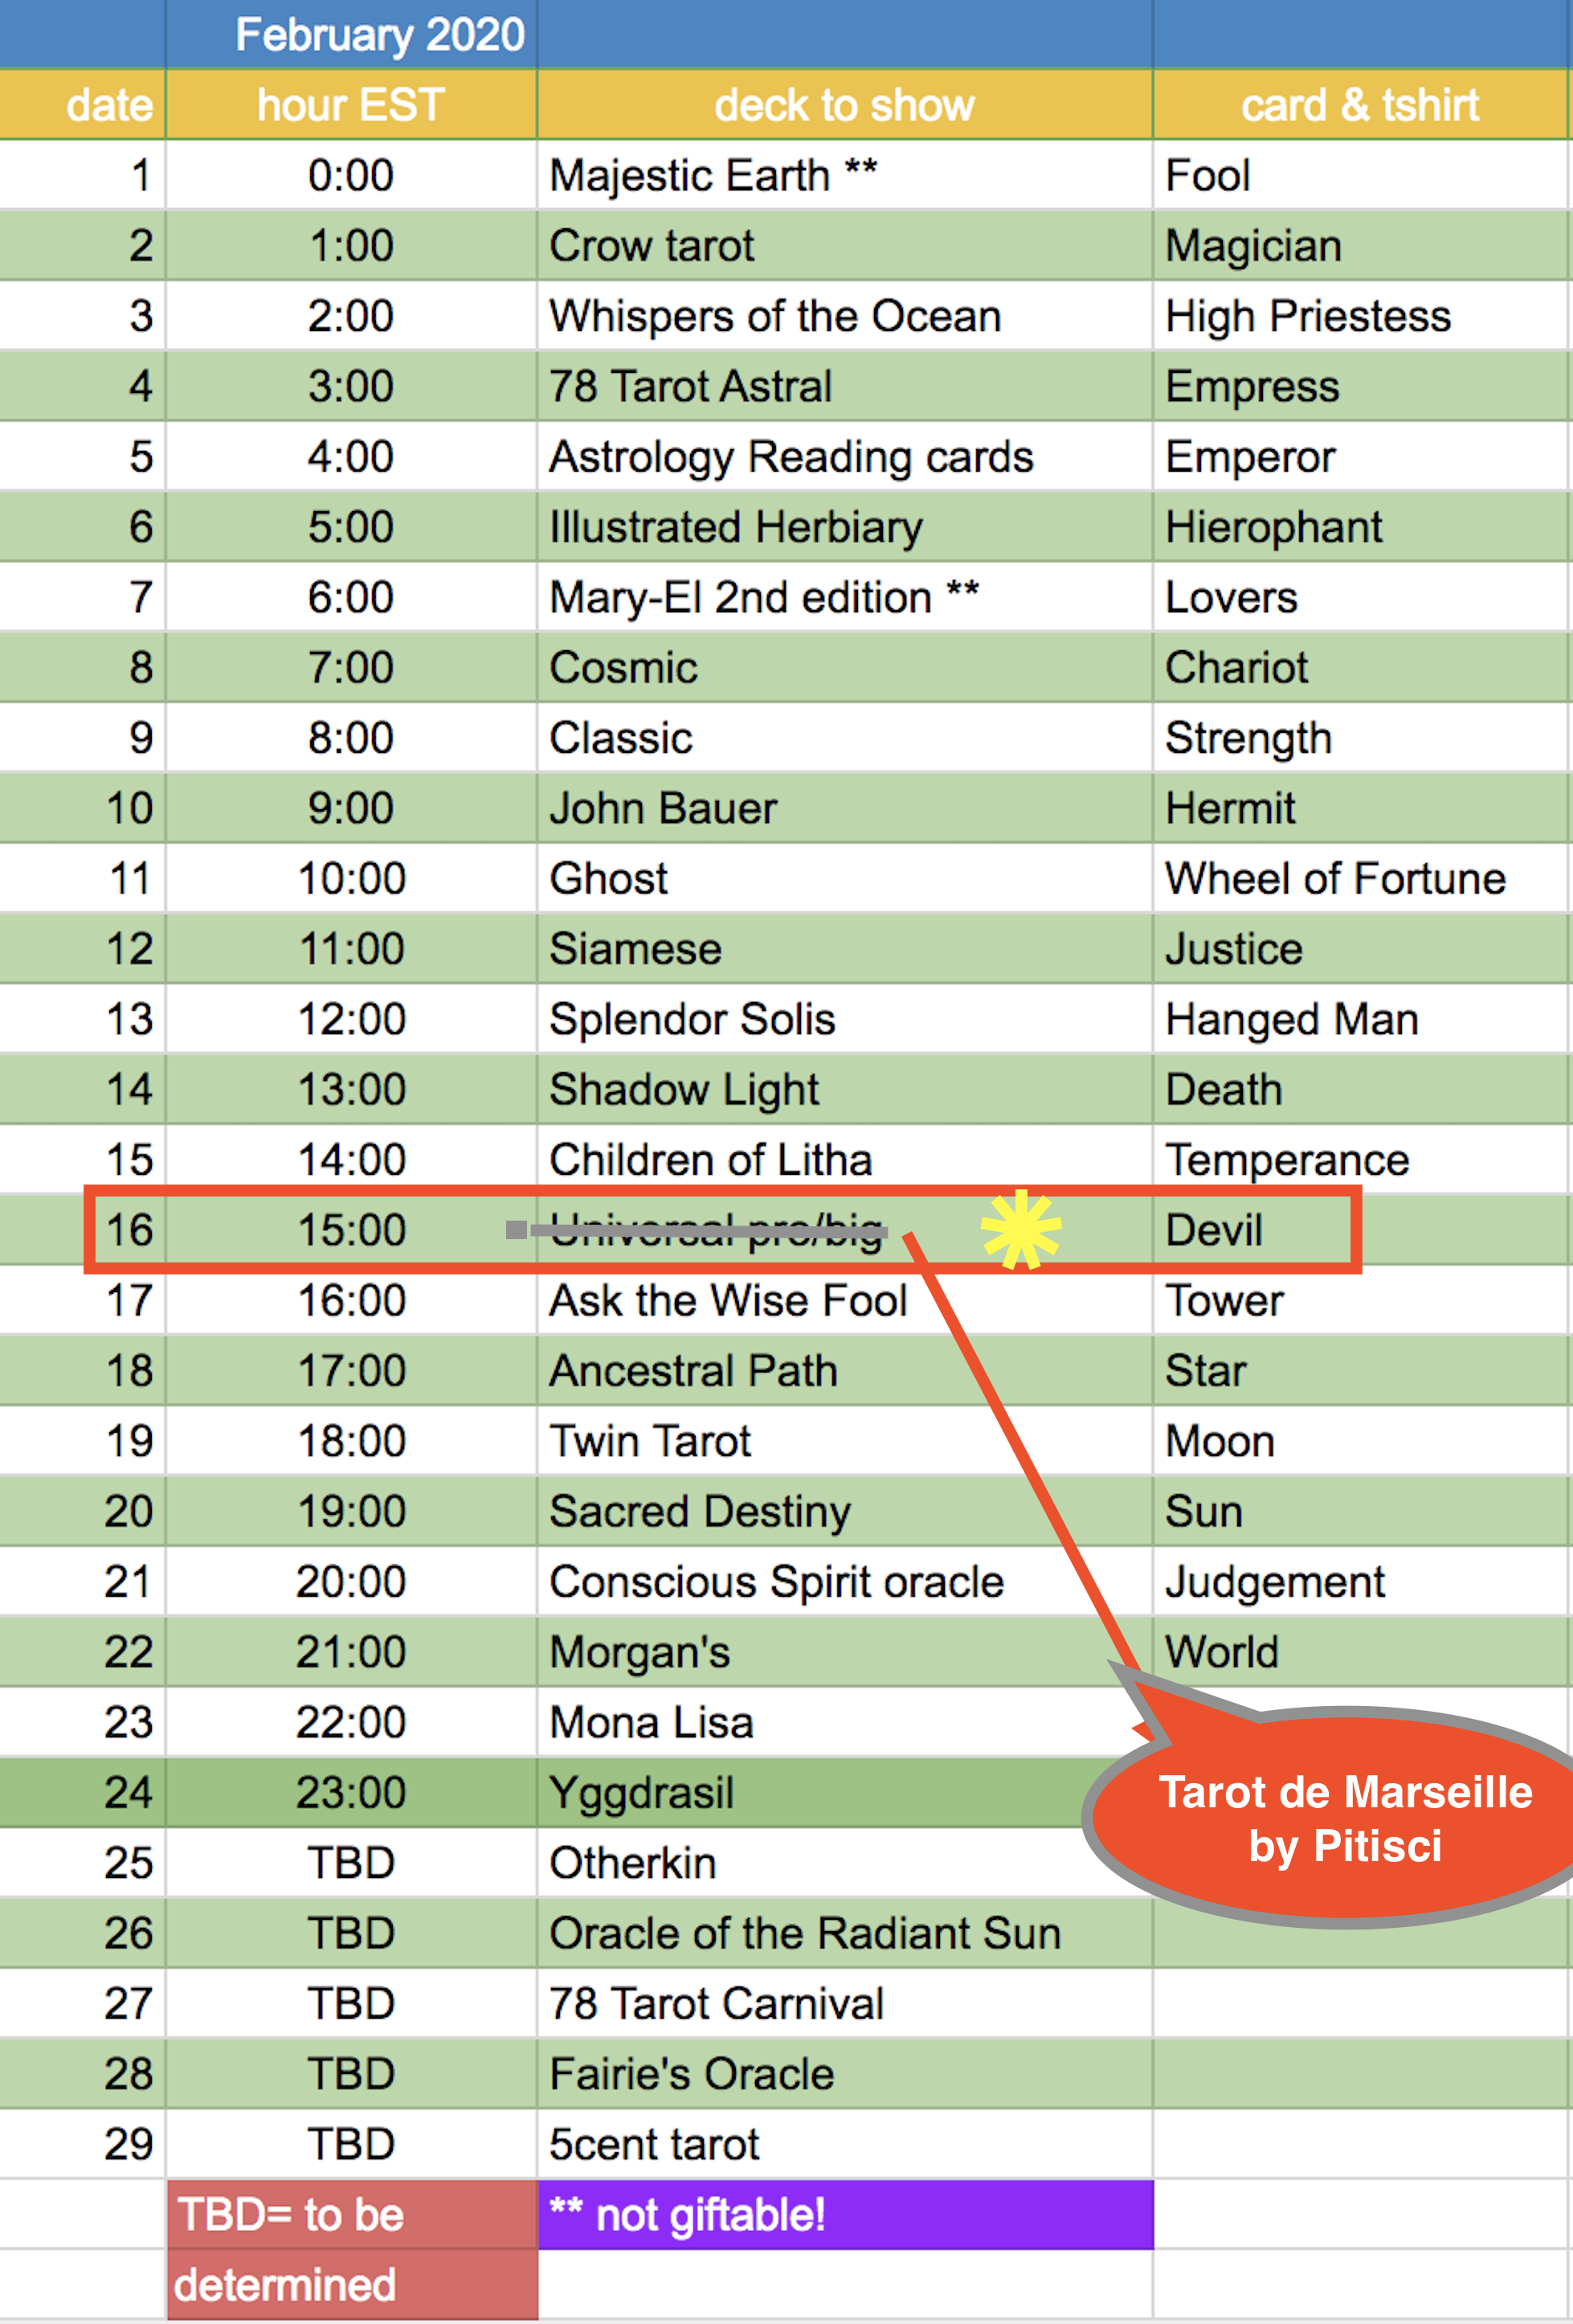 February 2020
date hour EST deck to show card & tshirt
1 0:00 Majestic Earth ** Fool
2 1:00 Crow tarot Magician
3 2:00 Whispers of the Ocean High Priestess
4 3:00 78 Tarot Astral Empress
5 4:00 Astrology Reading cards Emperor
6 5:00 Illustrated Herbiary Hierophant
7 6:00 Mary-El 2nd edition ** Lovers
8 7:00 Cosmic Chariot
9 8:00 Classic Strength
10 9:00 John Bauer Hermit
11 10:00 Ghost Wheel of Fortune
12 11:00 Siamese Justice
13 12:00 Splendor Solis Hanged Man
14 13:00 Shadow Light Death
15 14:00 Children of Litha Temperance
16 15:00 Universal pro/big Devil
17 16:00 Ask the Wise Fool Tower
18 17:00 Ancestral Path Star
19 18:00 Twin Tarot Moon
20 19:00 Sacred Destiny Sun
21 20:00 Conscious Spirit oracle Judgement
22 21:00 Morgan's World
23 22:00 Mona Lisa
24 23:00 Yggdrasil
Tarot de Marseille
by Pitisci
25 TBD Otherkin
26 TBD Oracle of the Radiant Sun
27 TBD 78 Tarot Carnival
28 TBD Fairie's Oracle
29 TBD 5cent tarot
TBD= to be ** not giftable!
determined